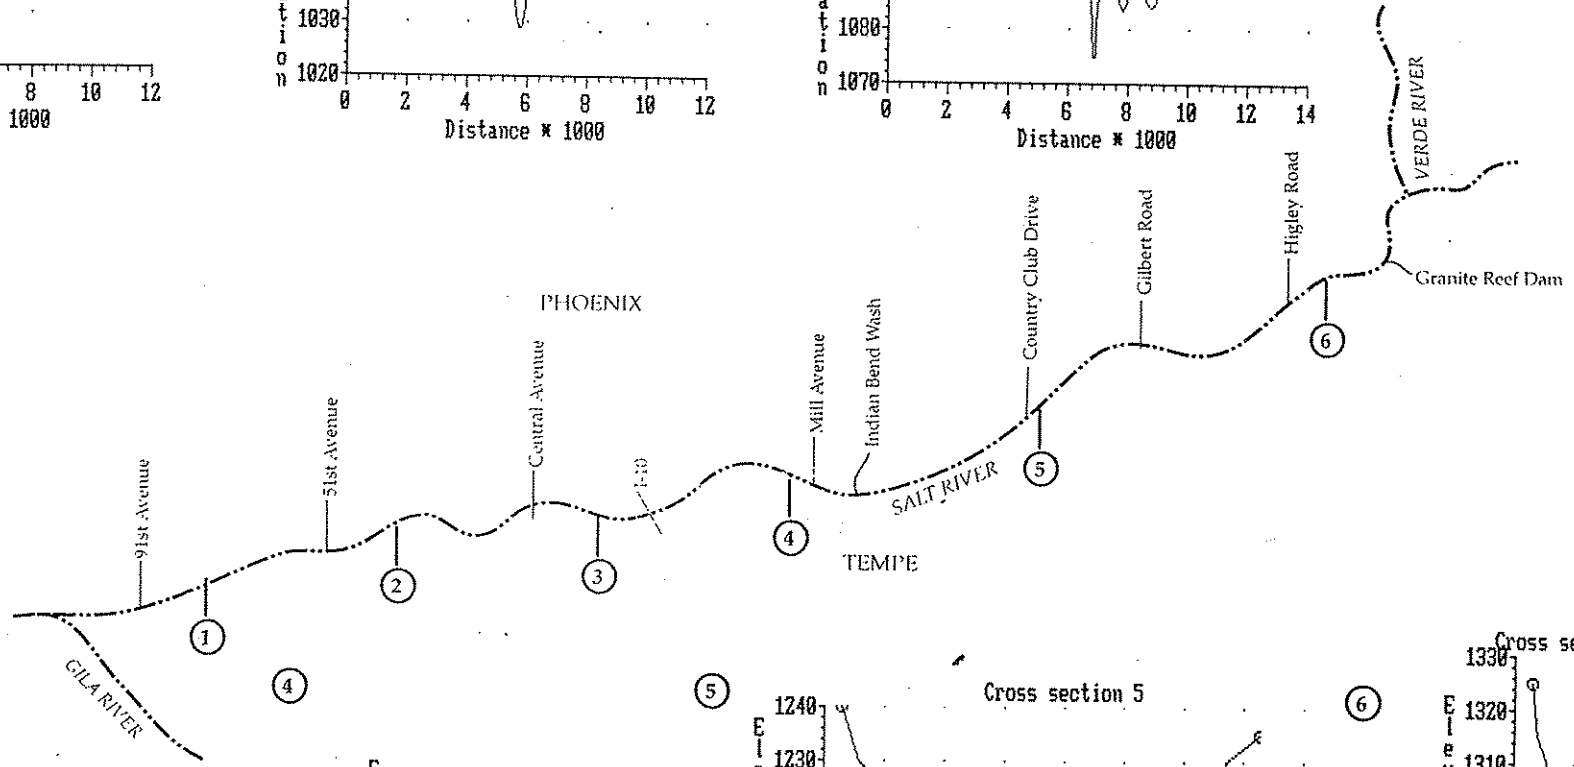 t
i
o
n
1030
1020
0 2 4 6 8 10 12
Distance * 1000
8 10 12
1000
a
t
i
o
n
1080
1070
0 2 4 6 8 10 12 14
Distance * 1000
VERDE RIVER
Higley Road
Gilbert Road
Country Club Drive
Granite Reef Dam
PHOENIX
Indian Bend Wash
Mill Avenue
Central Avenue
I-10
51st Avenue
91st Avenue
SALT RIVER
TEMPE
GILA RIVER
1
2
3
4
5
6
4
5
Cross section 5
1240
1230
E
l
6
Cross se
1330
1320
1310
E
l
e